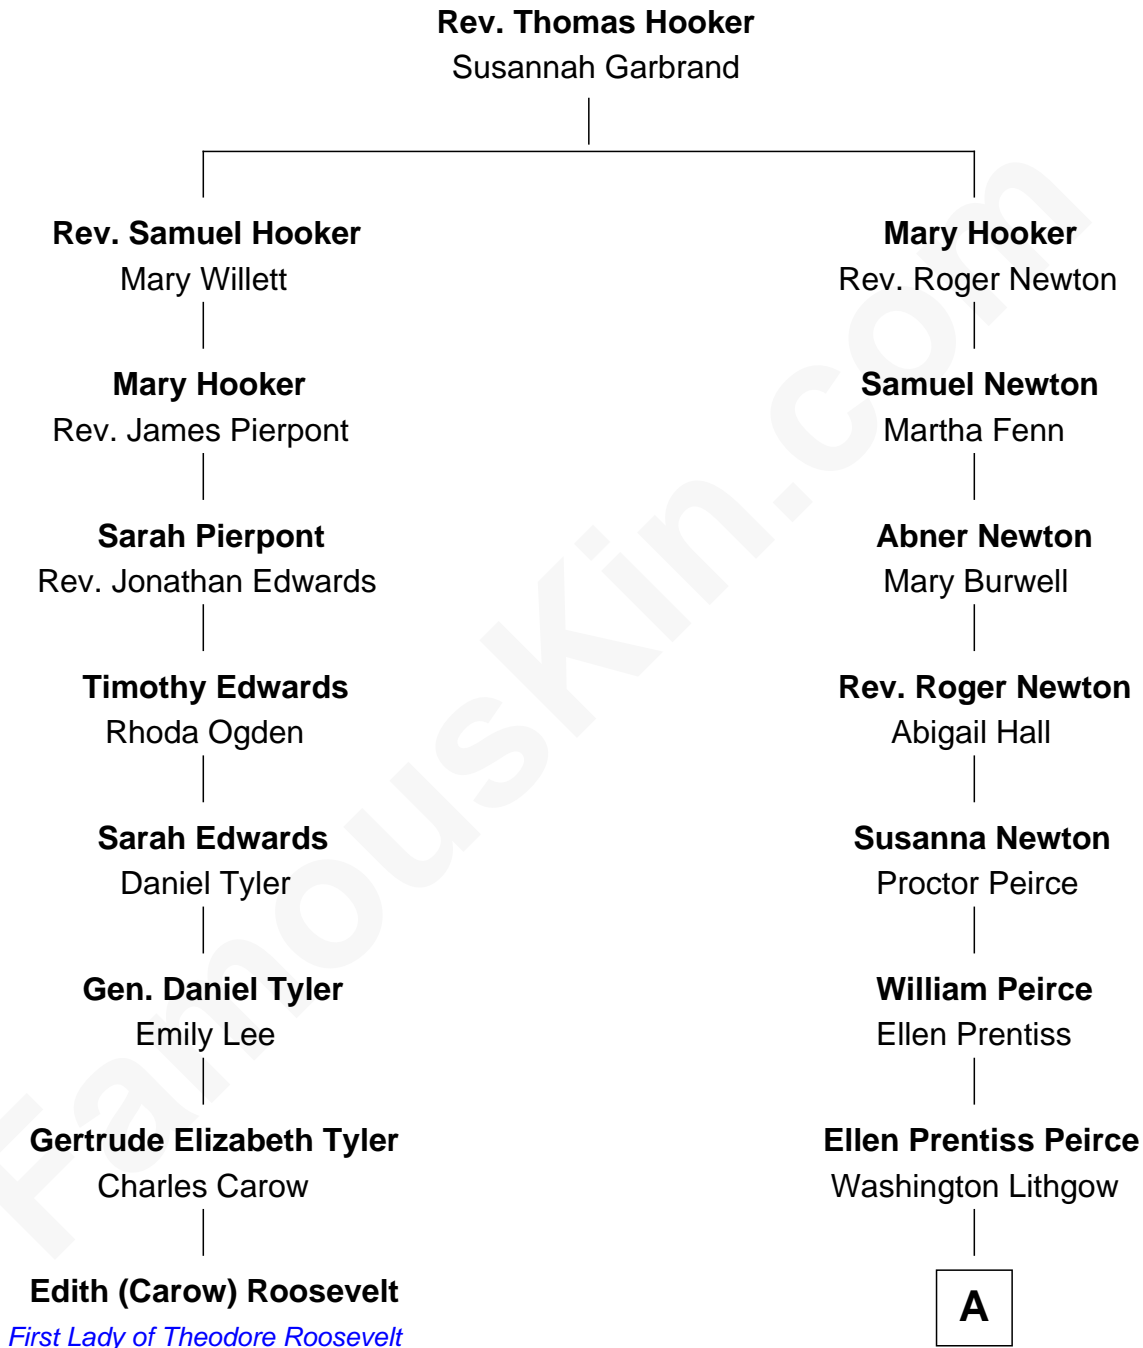 Rev. Thomas Hooker
Susannah Garbrand
Rev. Samuel Hooker
Mary Willett
Mary Hooker
Rev. James Pierpont
Sarah Pierpont
Rev. Jonathan Edwards
Timothy Edwards
Rhoda Ogden
Sarah Edwards
Daniel Tyler
Gen. Daniel Tyler
Emily Lee
Gertrude Elizabeth Tyler
Charles Carow
Edith (Carow) Roosevelt
First Lady of Theodore Roosevelt
Mary Hooker
Rev. Roger Newton
Samuel Newton
Martha Fenn
Abner Newton
Mary Burwell
Rev. Roger Newton
Abigail Hall
Susanna Newton
Proctor Peirce
William Peirce
Ellen Prentiss
Ellen Prentiss Peirce
Washington Lithgow
A
FamousKin.com